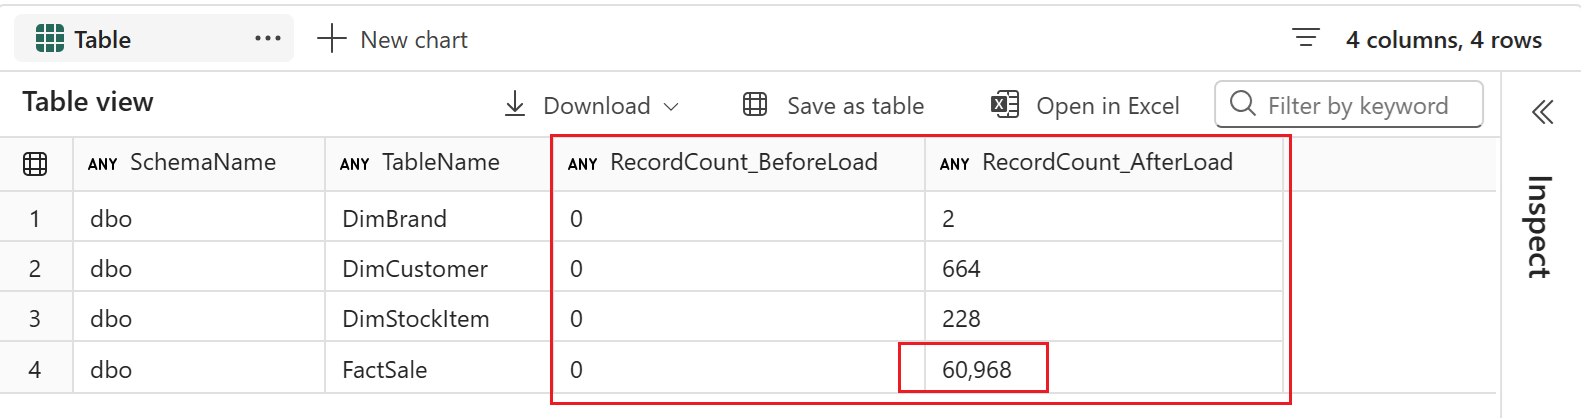 Table ••• New chart 4 columns, 4 rows
Table view Download Save as table Open in Excel Filter by keyword
ANY SchemaName ANY TableName ANY RecordCount_BeforeLoad ANY RecordCount_AfterLoad
1 dbo DimBrand 0 2
2 dbo DimCustomer 0 664
3 dbo DimStockItem 0 228
4 dbo FactSale 0 60,968
Inspect